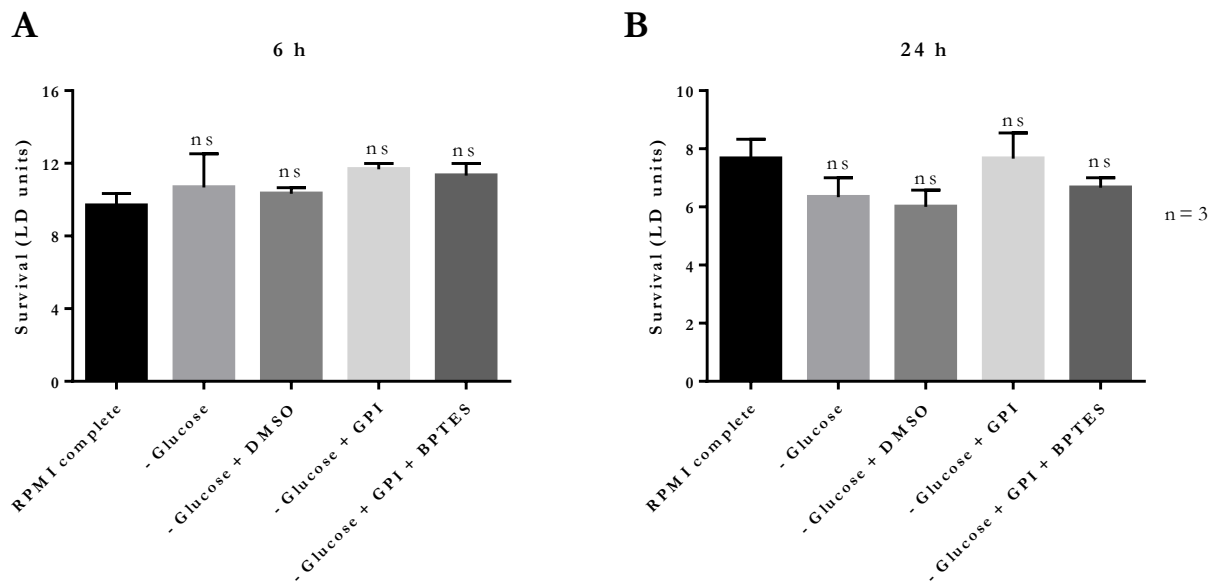 A
6 h
Survival (LD units)
16
12
8
4
0
ns
ns
ns
ns
RPMI complete
- Glucose
- Glucose + DMSO
- Glucose + GPI
- Glucose + GPI + BPTES
B
24 h
Survival (LD units)
10
8
6
4
2
0
ns
ns
ns
ns
n = 3
RPMI complete
- Glucose
- Glucose + DMSO
- Glucose + GPI
- Glucose + GPI + BPTES